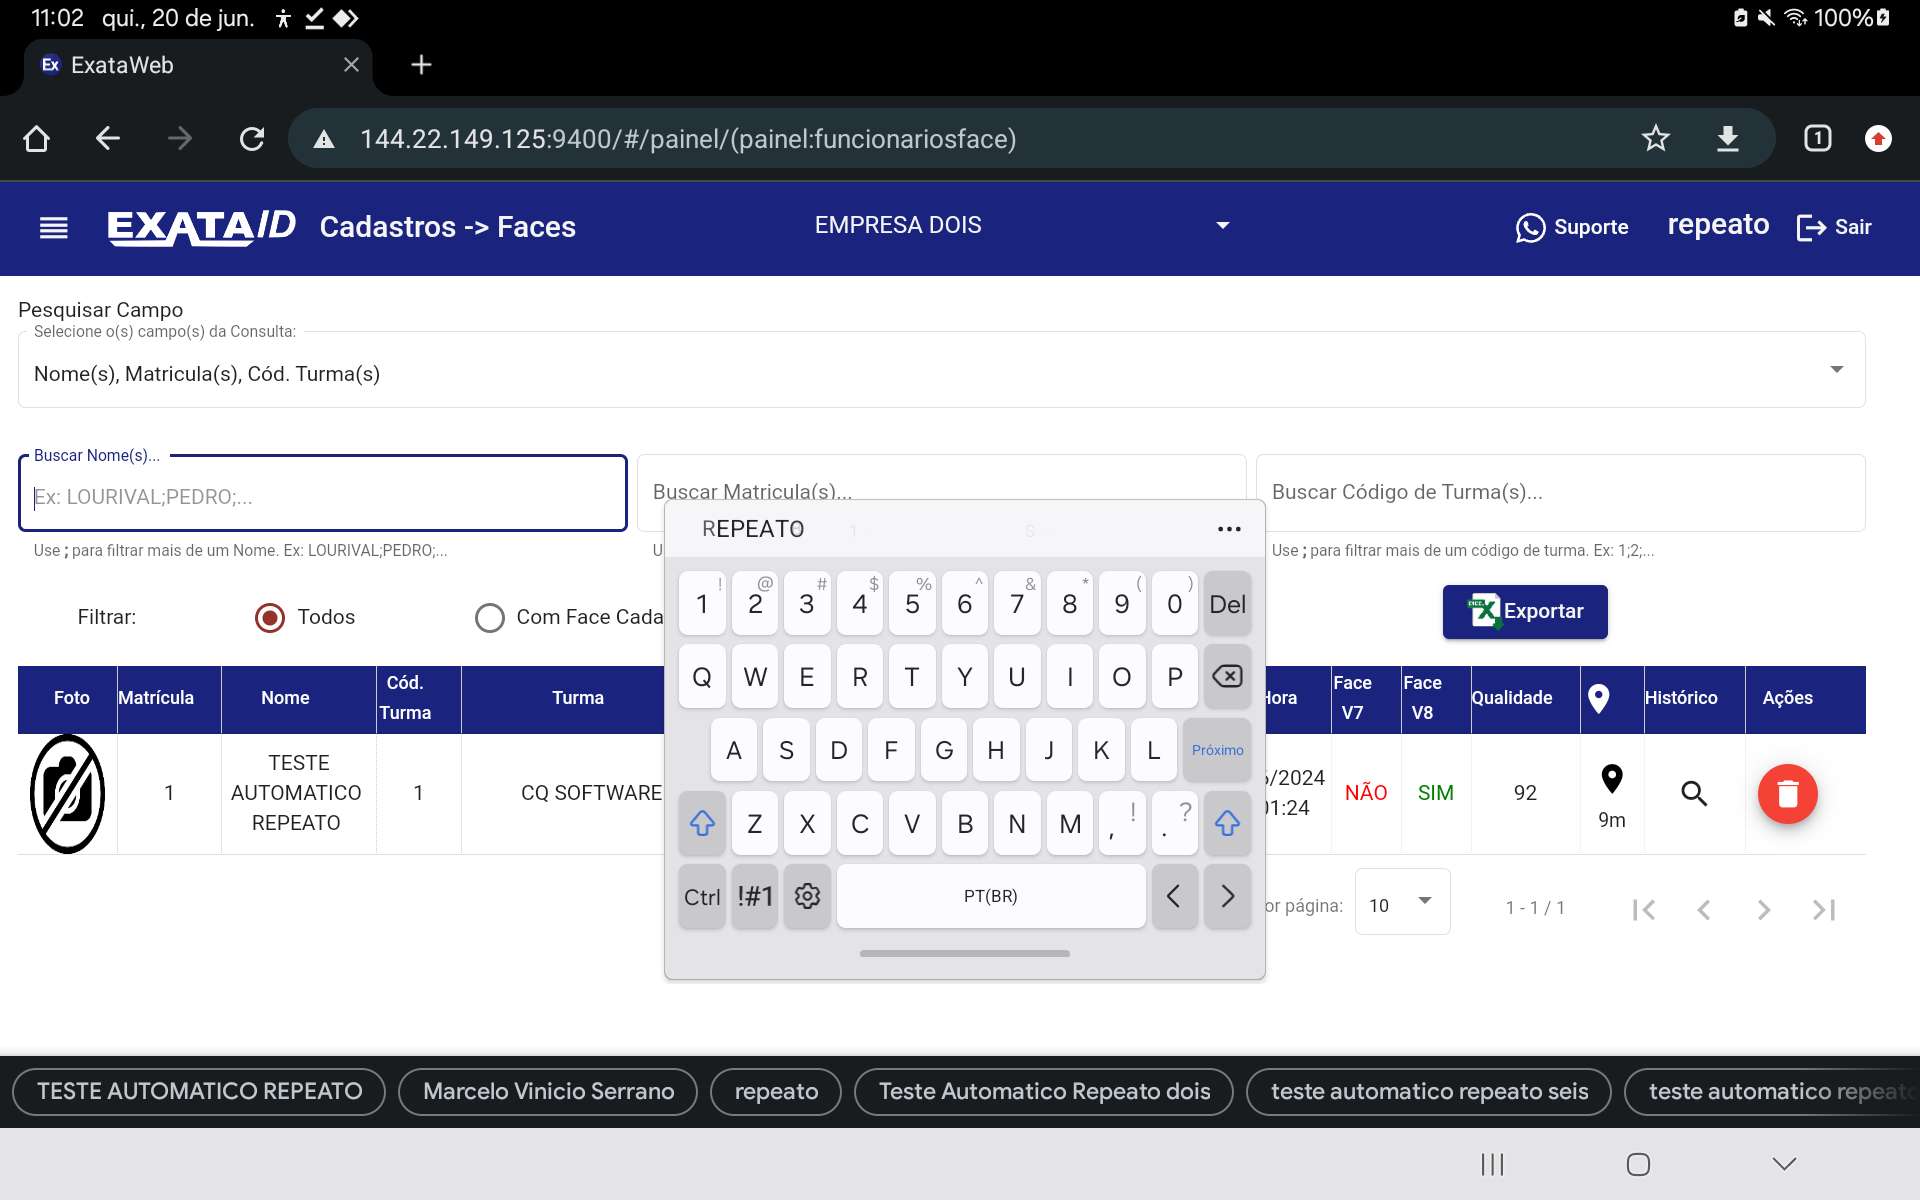 11:02 qui., 20 de jun. 100%
Ex ExataWeb
144.22.149.125:9400/#/painel/(painel:funcionariosface) 1
EXATA/D Cadastros -> Faces EMPRESA DOIS Suporte repeato Sair
Pesquisar Campo
Selecione o(s) campo(s) da Consulta:
Nome(s), Matricula(s), Cód. Turma(s)
Buscar Nome(s)...
Ex: LOURIVAL;PEDRO;...
Buscar Matricula(s)...
Buscar Código de Turma(s)...
Use ; para filtrar mais de um Nome. Ex: LOURIVAL;PEDRO;...
U
Use ; para filtrar mais de um código de turma. Ex: 1;2;...
Filtrar: Todos Com Face Cada
Exportar
Foto Matrícula Nome Cód. Turma Turma Hora Face V7 Face V8 Qualidade Histórico Ações
1 TESTE AUTOMATICO REPEATO 1 CQ SOFTWARE 6/2024 01:24 NÃO SIM 92 9m
or página: 10 1 - 1 / 1
REPEATO 1 S ...
1 ! 2 @ 3 # 4 $ 5 % 6 ^ 7 & 8 * 9 ( 0 ) Del
Q W E R T Y U I O P
A S D F G H J K L Próximo
Z X C V B N M , ! . ?
Ctrl !#1 PT(BR) < >
TESTE AUTOMATICO REPEATO Marcelo Vinicio Serrano repeato Teste Automatico Repeato dois teste automatico repeato seis teste automatico repeato